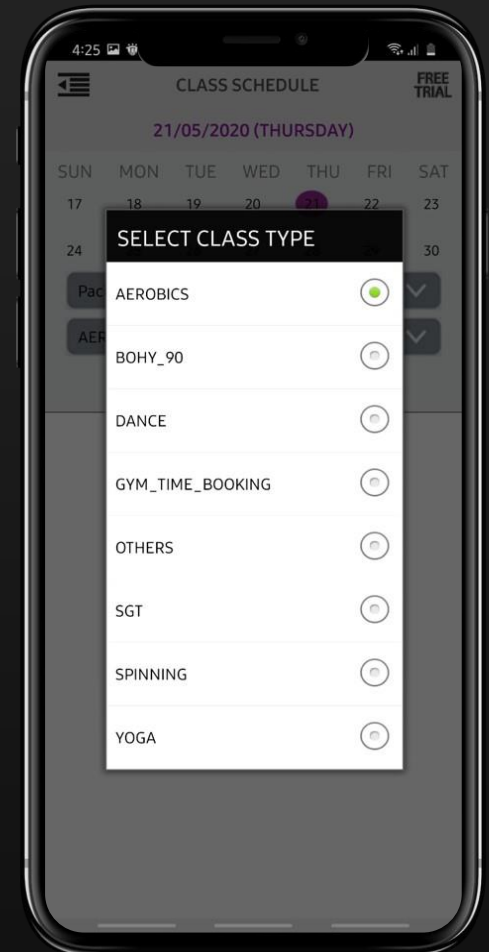 4:25
CLASS SCHEDULE
FREE
TRIAL
21/05/2020 (THURSDAY)
SUN MON TUE WED THU FRI SAT
17 18 19 20 21 22 23
24 30
Pac
AER
SELECT CLASS TYPE
AEROBICS
BOHY_90
DANCE
GYM_TIME_BOOKING
OTHERS
SGT
SPINNING
YOGA